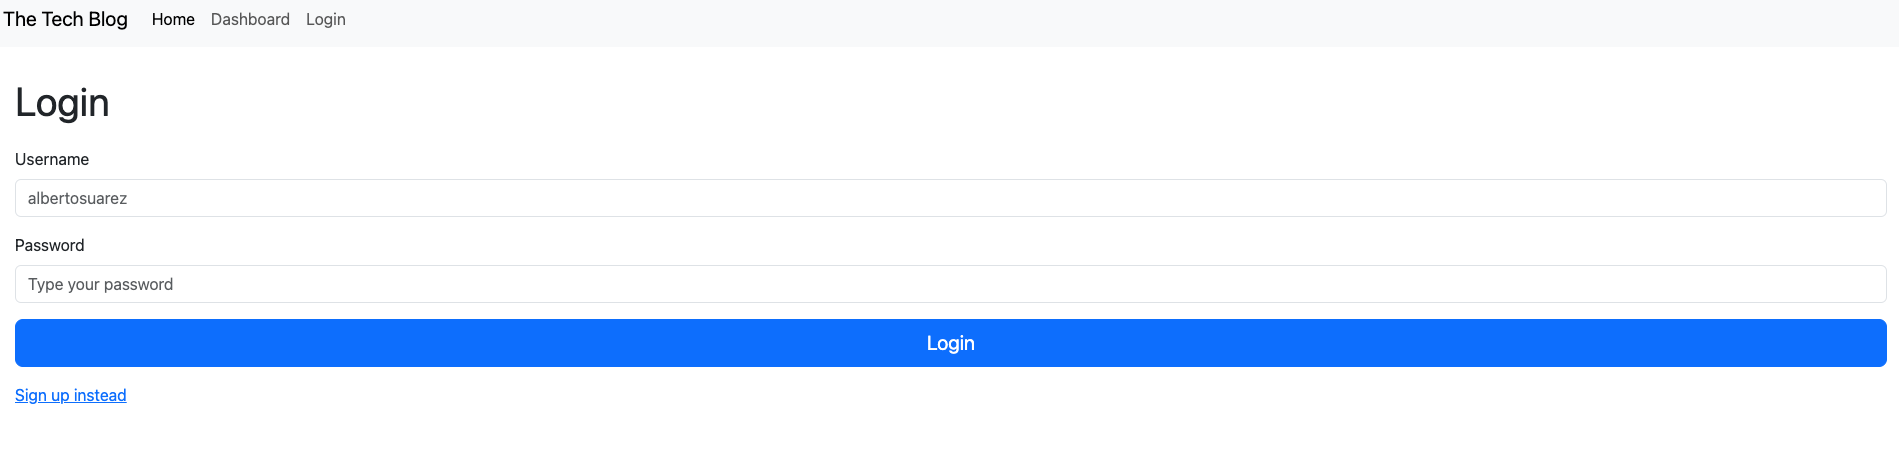 The Tech Blog Home Dashboard Login
Login
Username
albertosuarez
Password
Type your password
Login
Sign up instead